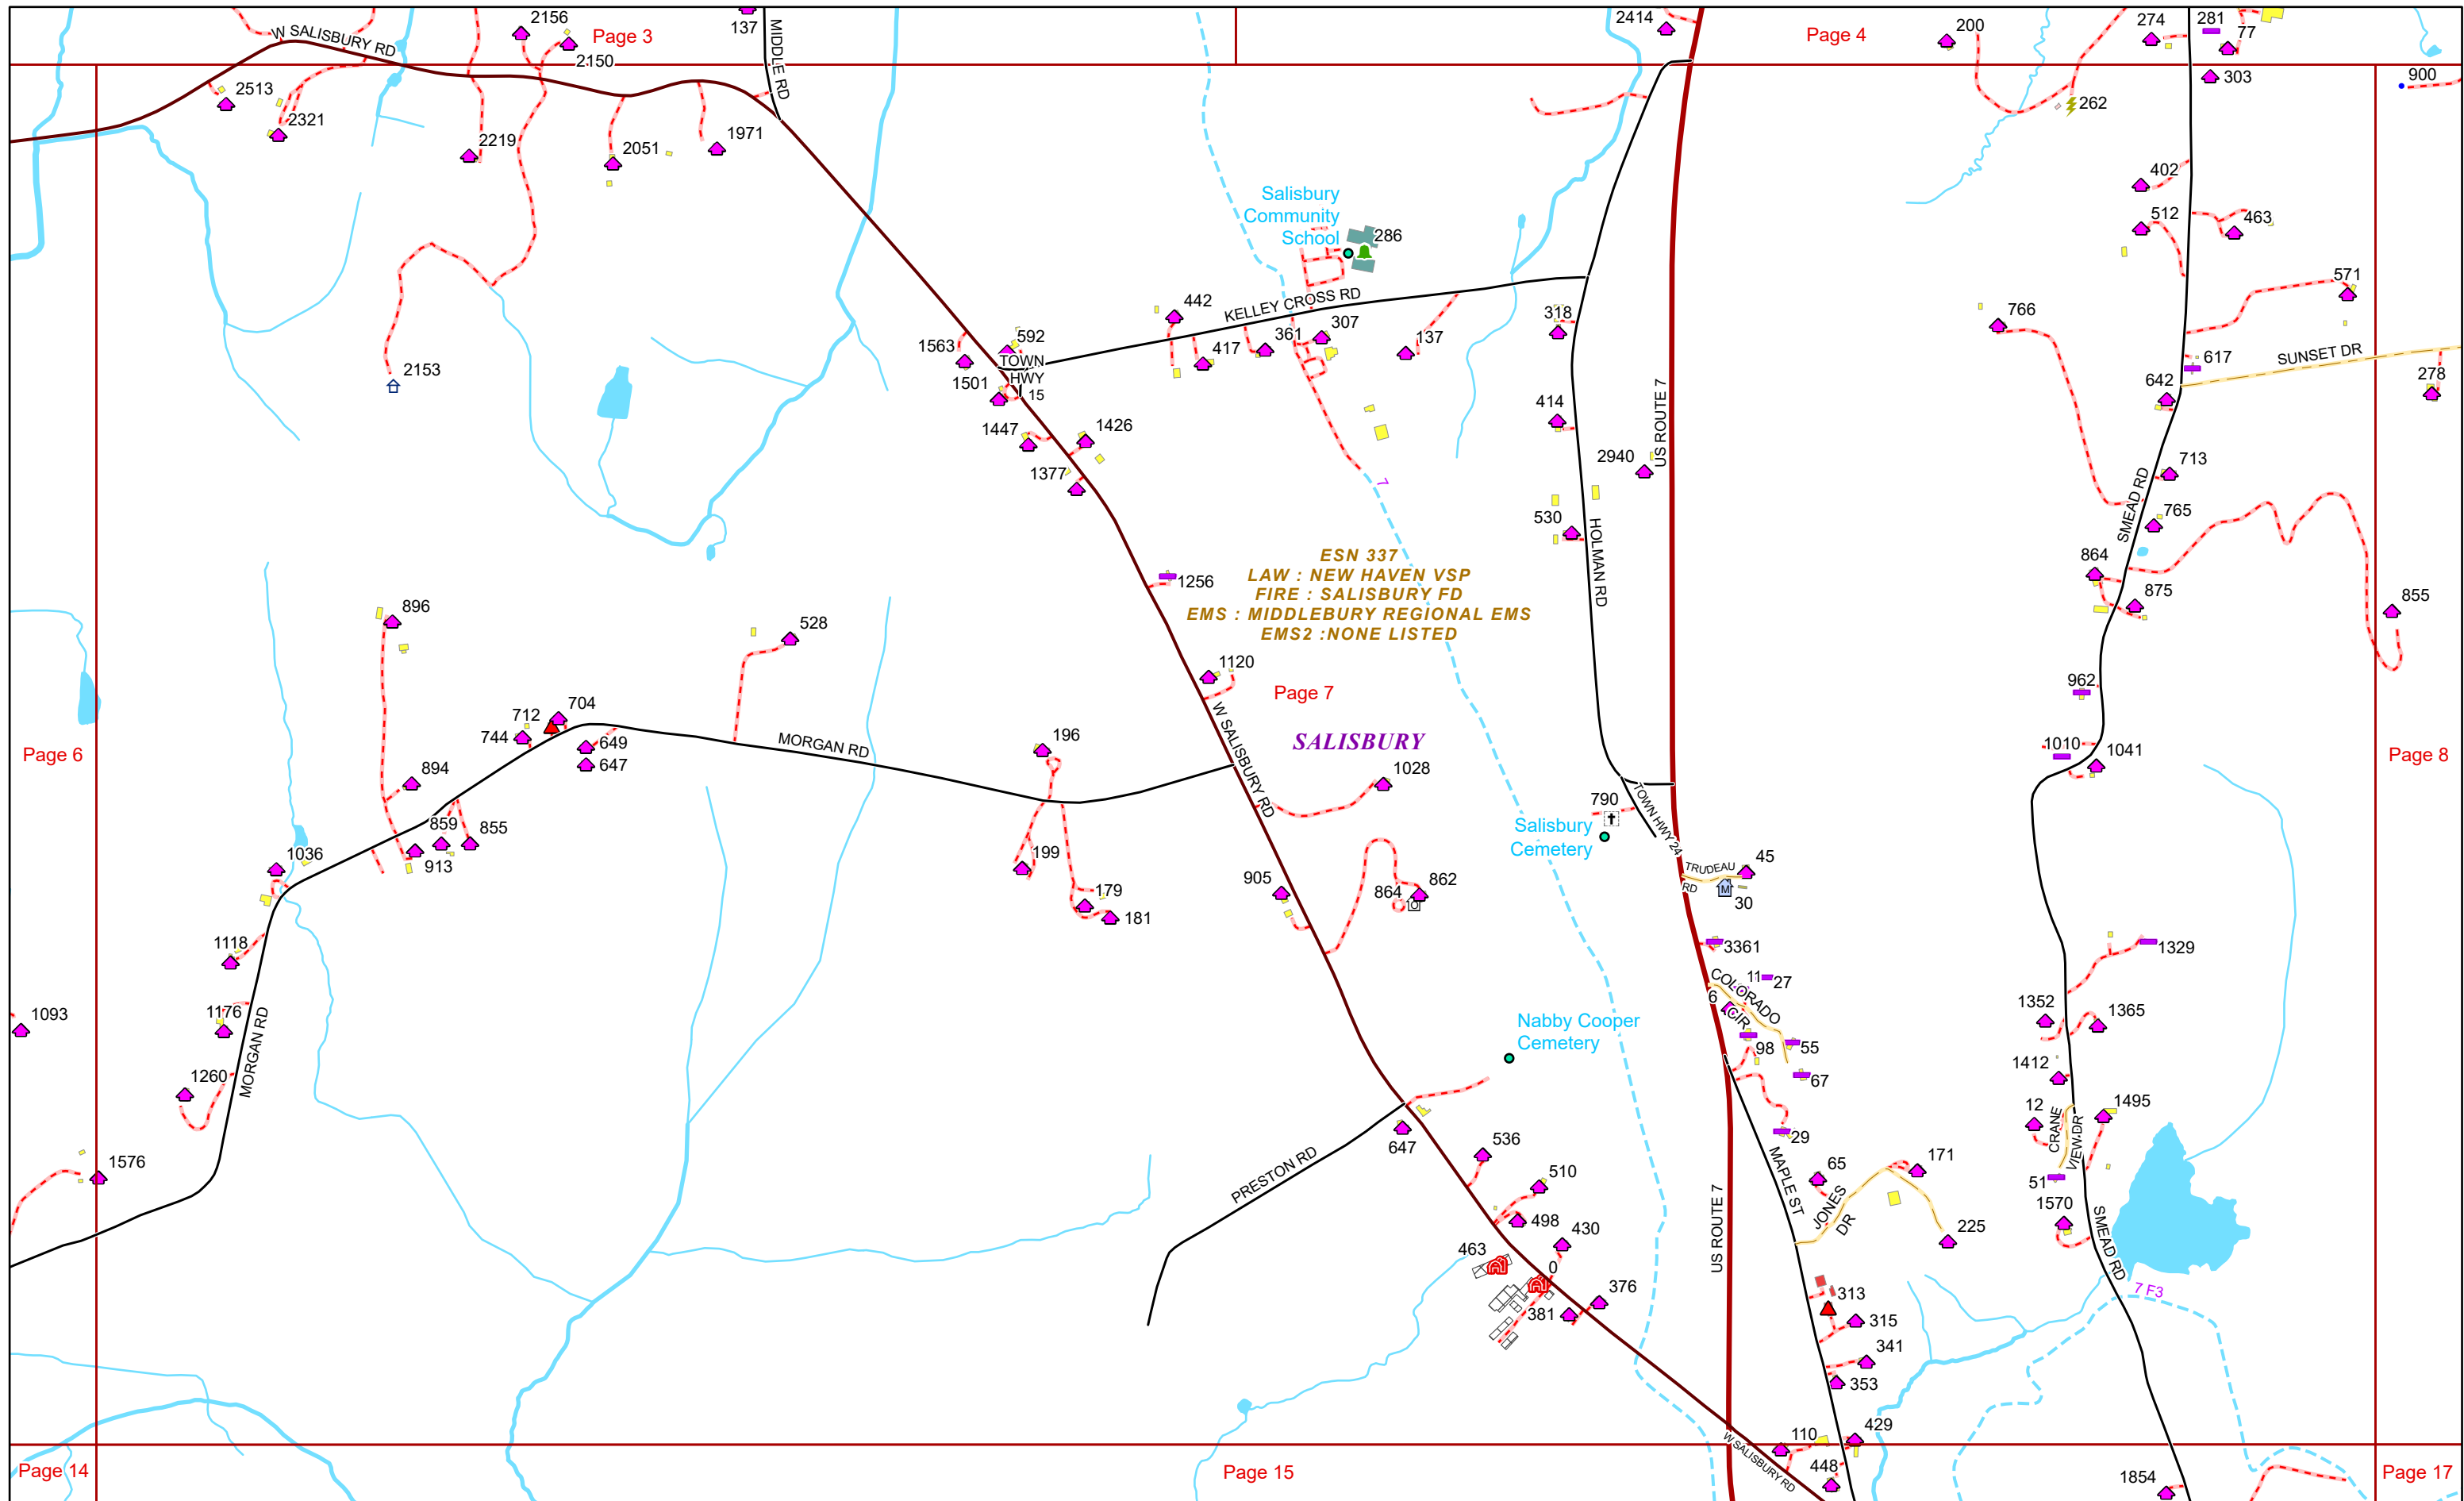 2156
137
MIDDLE RD
2414
Page 4
200
274
281
77
W SALISBURY RD
Page 3
2150
303
900
2513
2321
262
2219
2051
1971
402
Salisbury
Community
School
286
512
463
571
442
KELLEY CROSS RD
318
766
592
1563
TOWN
HWY
15
417
361
307
137
617
SUNSET DR
2153
1501
642
278
414
US ROUTE 7
1447
1426
1377
2940
713
7
SMEAD RD
765
530
HOLMAN RD
ESN 337
LAW : NEW HAVEN VSP
FIRE : SALISBURY FD
EMS : MIDDLEBURY REGIONAL EMS
EMS2 :NONE LISTED
864
875
1256
896
528
855
1120
Page 7
962
704
712
744
649
647
MORGAN RD
196
W SALISBURY RD
SALISBURY
1010
1041
Page 6
Page 8
894
1028
790
TOWN HWY 24
Salisbury
Cemetery
859
855
913
1036
199
TRUDEAU
RD
45
30
905
864
862
179
181
1118
3361
1329
COLORADO
CIR
11
27
6
1093
1176
1352
1365
Nabby Cooper
Cemetery
98
55
67
1412
MORGAN RD
1260
12
CRANE
VIEW DR
1495
647
29
1576
536
PRESTON RD
MAPLE ST
65
171
JONES
DR
51
510
498
1570
225
430
US ROUTE 7
SMEAD RD
463
0
376
381
313
7 F3
315
341
353
429
110
W SALISBURY RD
448
Page 14
Page 15
1854
Page 17